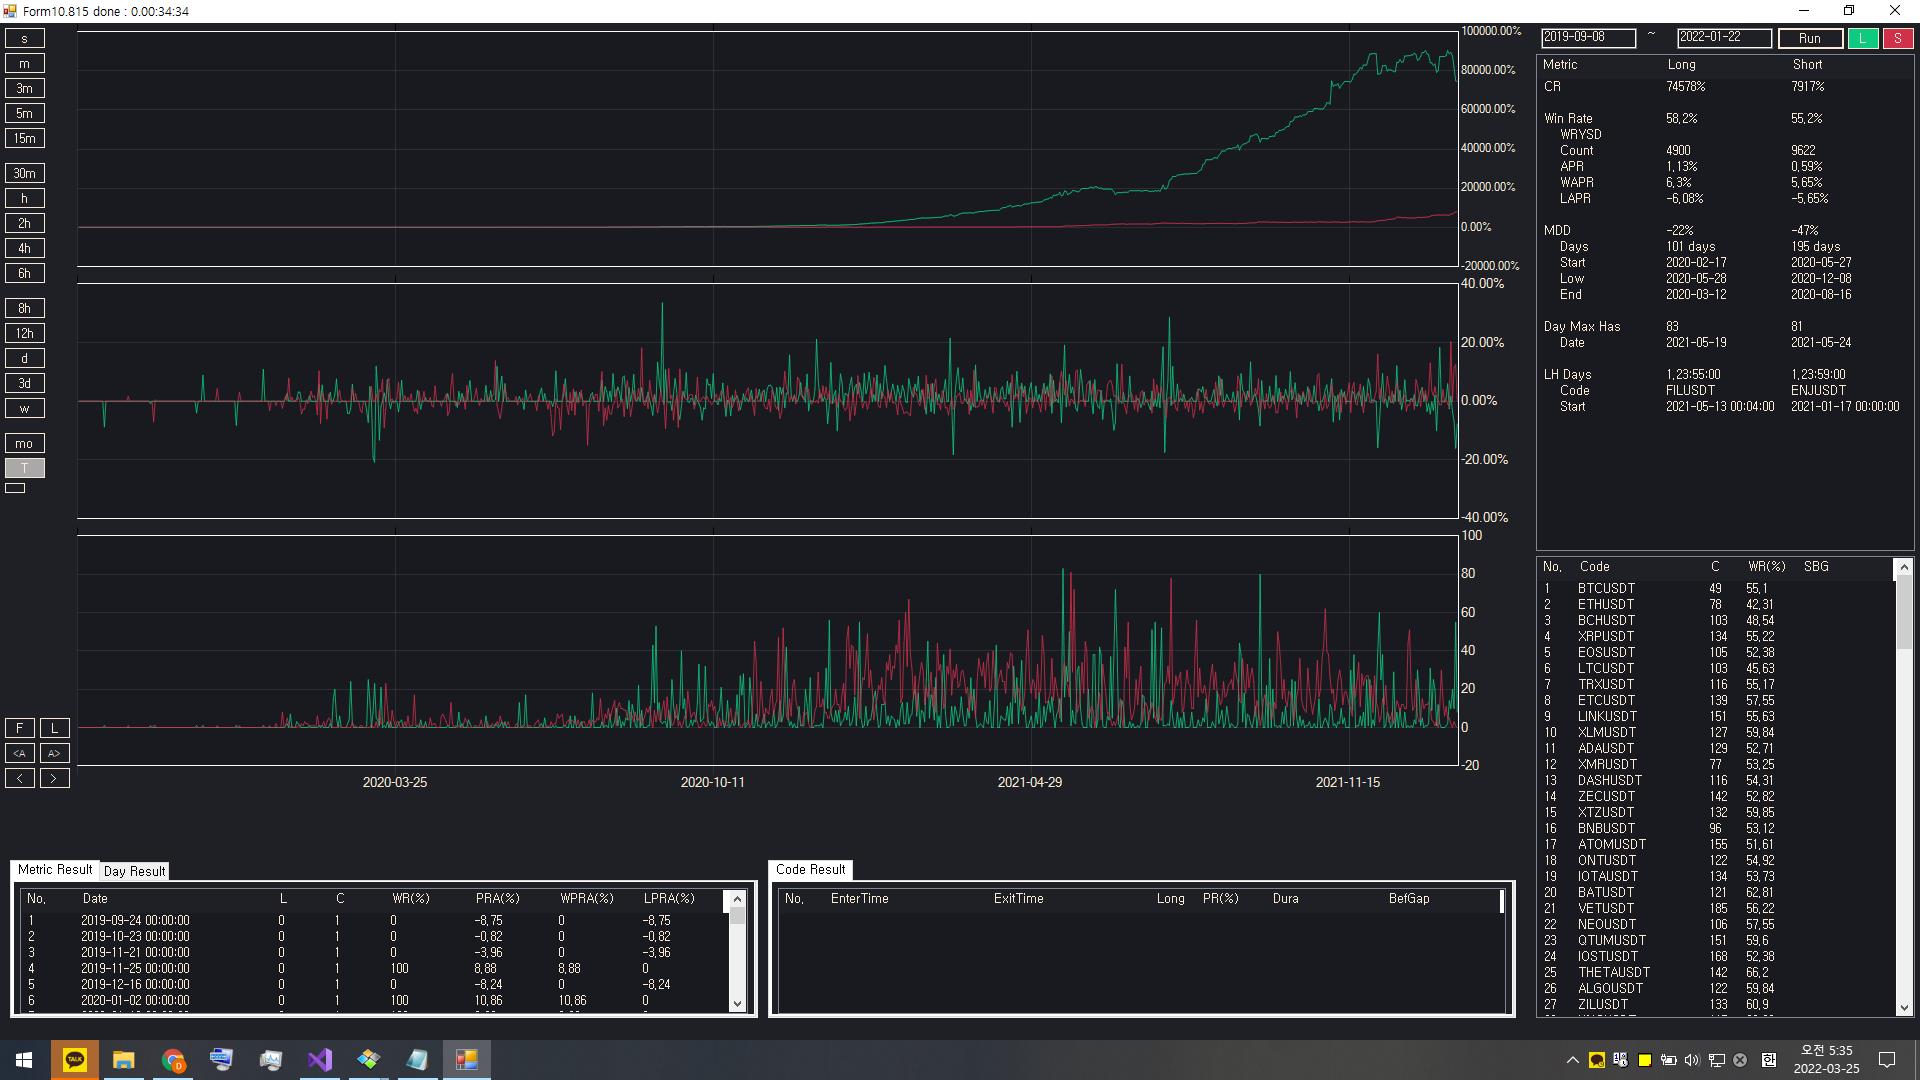 Form10.815 done : 0.00:34:34
s
m
3m
5m
15m
30m
h
2h
4h
6h
8h
12h
d
3d
w
mo
T
F L
<A A>
< >
100000.00%
80000.00%
60000.00%
40000.00%
20000.00%
0.00%
-20000.00%
40.00%
20.00%
0.00%
-20.00%
-40.00%
100
80
60
40
20
0
-20
2020-03-25 2020-10-11 2021-04-29 2021-11-15
2019-09-08 ~ 2022-01-22 Run L S
Metric Long Short
CR 74578% 7917%
Win Rate 58,2% 55,2%
WRYSD
Count 4900 9622
APR 1,13% 0,59%
WAPR 6,3% 5,65%
LAPR -6,08% -5,65%
MDD -22% -47%
Days 101 days 195 days
Start 2020-02-17 2020-05-27
Low 2020-05-28 2020-12-08
End 2020-03-12 2020-08-16
Day Max Has 83 81
Date 2021-05-19 2021-05-24
LH Days 1,23:55:00 1,23:59:00
Code FILUSDT ENJUSDT
Start 2021-05-13 00:04:00 2021-01-17 00:00:00
No, Code C WR(%) SBG
1 BTCUSDT 49 55,1
2 ETHUSDT 78 42,31
3 BCHUSDT 103 48,54
4 XRPUSDT 134 55,22
5 EOSUSDT 105 52,38
6 LTCUSDT 103 45,63
7 TRXUSDT 116 55,17
8 ETCUSDT 139 57,55
9 LINKUSDT 151 55,63
10 XLMUSDT 127 59,84
11 ADAUSDT 129 52,71
12 XMRUSDT 77 53,25
13 DASHUSDT 116 54,31
14 ZECUSDT 142 52,82
15 XTZUSDT 132 59,85
16 BNBUSDT 96 53,12
17 ATOMUSDT 155 51,61
18 ONTUSDT 122 54,92
19 IOTAUSDT 134 53,73
20 BATUSDT 121 62,81
21 VETUSDT 185 56,22
22 NEOUSDT 106 57,55
23 QTUMUSDT 151 59,6
24 IOSTUSDT 168 52,38
25 THETAUSDT 142 66,2
26 ALGOUSDT 122 59,84
27 ZILUSDT 133 60,9
Metric Result Day Result
No, Date L C WR(%) PRA(%) WPRA(%) LPRA(%)
1 2019-09-24 00:00:00 0 1 0 -8,75 0 -8,75
2 2019-10-23 00:00:00 0 1 0 -0,82 0 -0,82
3 2019-11-21 00:00:00 0 1 0 -3,96 0 -3,96
4 2019-11-25 00:00:00 0 1 100 8,88 8,88 0
5 2019-12-16 00:00:00 0 1 0 -8,24 0 -8,24
6 2020-01-02 00:00:00 0 1 100 10,86 10,86 0
Code Result
No, EnterTime ExitTime Long PR(%) Dura BefGap
TALK
오전 5:35
2022-03-25